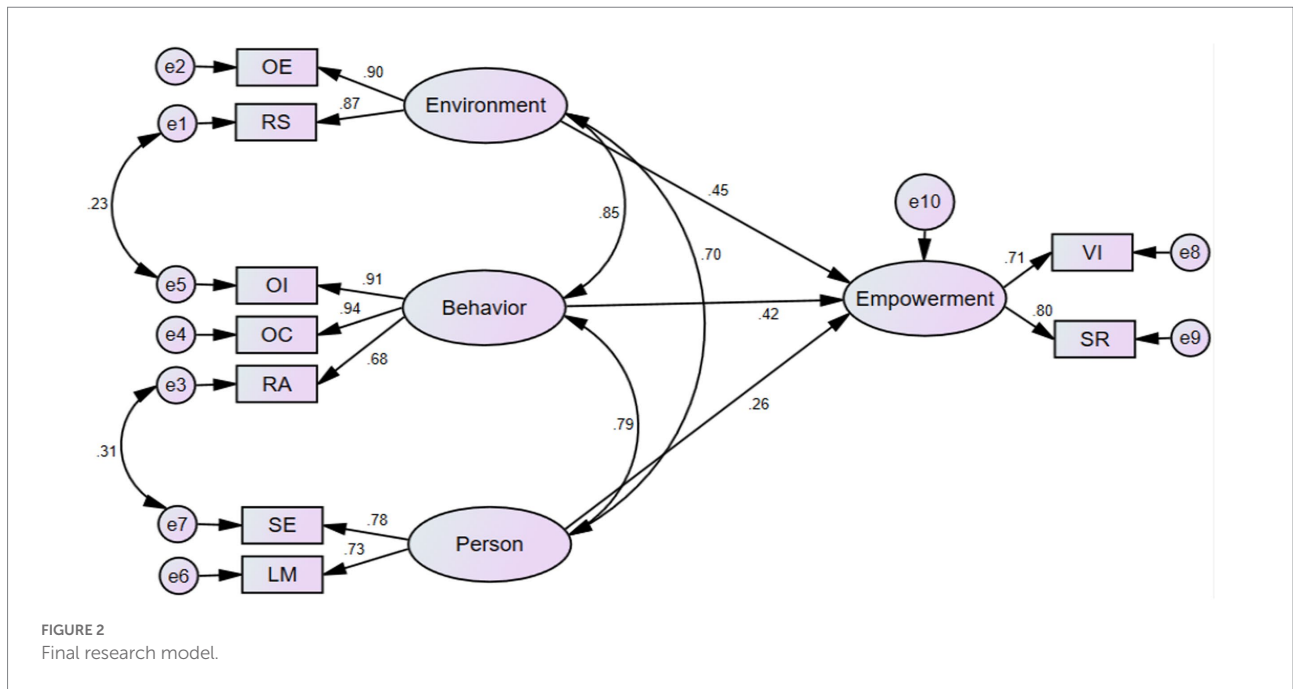 e2
OE
.90
Environment
e1
RS
.87
.23
.45
.85
.70
e10
e5
OI
.91
Behavior
e4
OC
.94
e3
RA
.68
.42
Empowerment
.71
VI
e8
.80
SR
e9
.31
.79
.26
e7
SE
.78
Person
e6
LM
.73
FIGURE 2
Final research model.